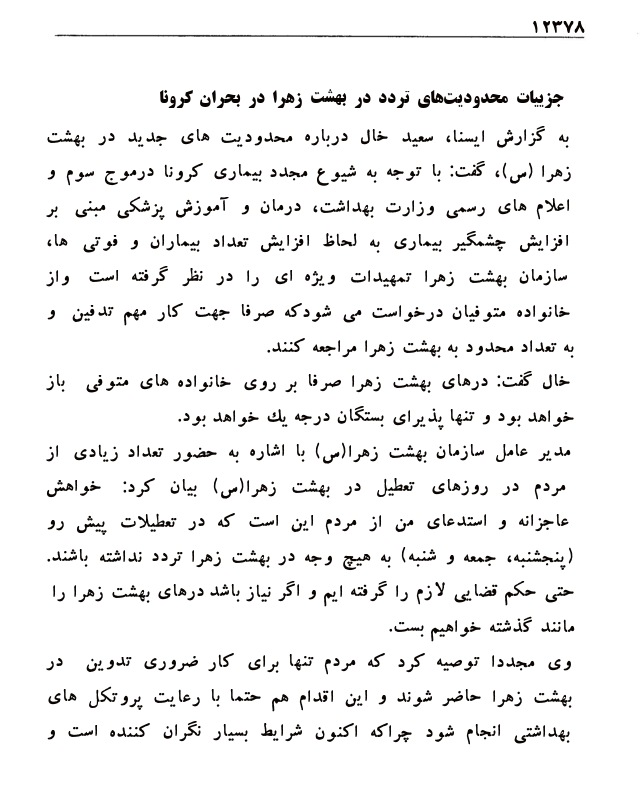 ۱۲۳۷۸
جزییات محدودیت‌های تردد در بهشت زهرا در بحران کرونا
به گزارش ایسنا، سعید خال درباره محدودیت های جدید در بهشت
زهرا (س)، گفت: با توجه به شیوع مجدد بیماری کرونا درموج سوم و
اعلام های رسمی وزارت بهداشت، درمان و آموزش پزشکی مبنی بر
افزایش چشمگیر بیماری به لحاظ افزایش تعداد بیماران و فوتی ها،
سازمان بهشت زهرا تمهیدات ویژه ای را در نظر گرفته است واز
خانواده متوفیان درخواست می شودکه صرفا جهت کار مهم تدفین و
به تعداد محدود به بهشت زهرا مراجعه کنند.
خال گفت: درهای بهشت زهرا صرفا بر روی خانواده های متوفی باز
خواهد بود و تنها پذیرای بستگان درجه یك خواهد بود.
مدیر عامل سازمان بهشت زهرا(س) با اشاره به حضور تعداد زیادی از
مردم در روزهای تعطیل در بهشت زهرا(س) بیان کرد: خواهش
عاجزانه و استدعای من از مردم این است که در تعطیلات پیش رو
(پنجشنبه، جمعه و شنبه) به هیچ وجه در بهشت زهرا تردد نداشته باشند.
حتی حکم قضایی لازم را گرفته ایم و اگر نیاز باشد درهای بهشت زهرا را
مانند گذشته خواهیم بست.
وی مجددا توصیه کرد که مردم تنها برای کار ضروری تدوین در
بهشت زهرا حاضر شوند و این اقدام هم حتما با رعایت پروتکل های
بهداشتی انجام شود چراکه اکنون شرایط بسیار نگران کننده است و